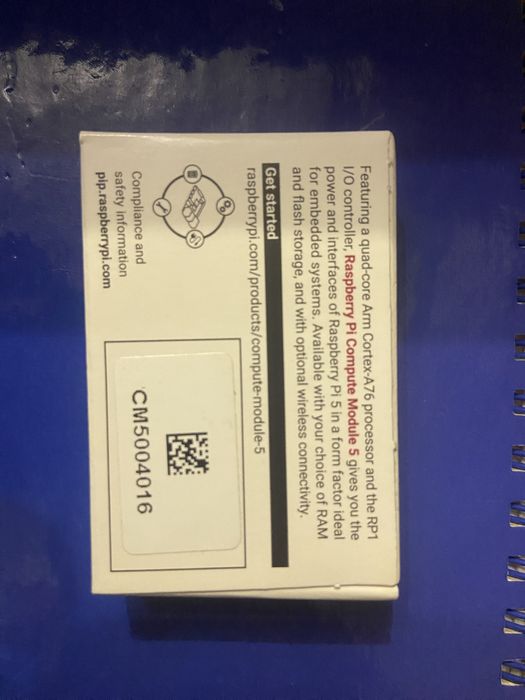 Featuring a quad-core Arm Cortex-A76 processor and the RP1
I/O controller, Raspberry Pi Compute Module 5 gives you the
power and interfaces of Raspberry Pi 5 in a form factor ideal
for embedded systems. Available with your choice of RAM
and flash storage, and with optional wireless connectivity.
Get started
raspberrypi.com/products/compute-module-5
Compliance and
safety information
pip.raspberrypi.com
CM5004016